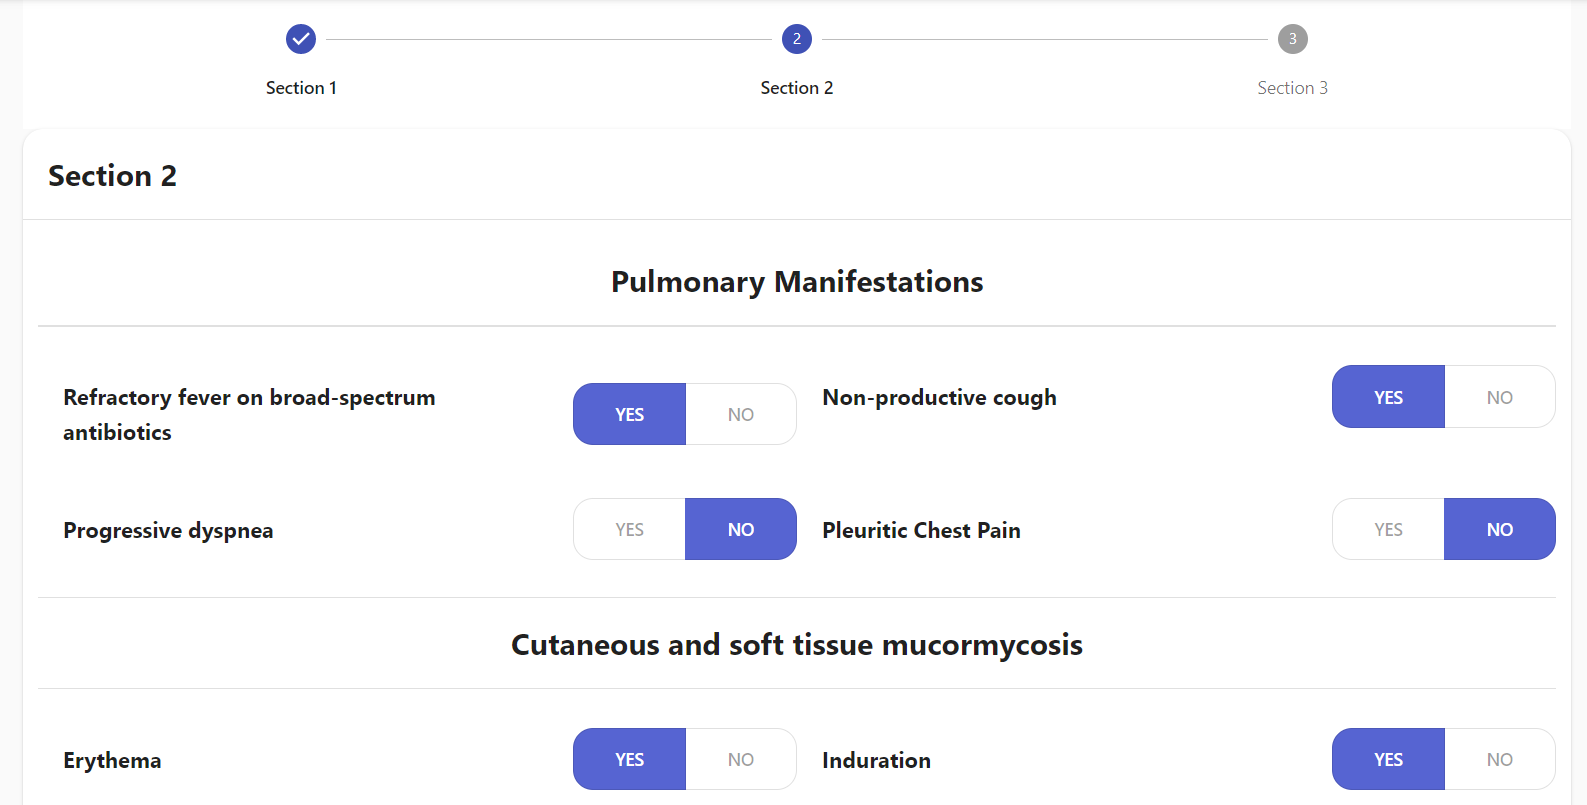 2
3
Section 1
Section 2
Section 3
Section 2
Pulmonary Manifestations
Refractory fever on broad-spectrum
antibiotics
YES NO
Non-productive cough
YES NO
Progressive dyspnea
YES NO
Pleuritic Chest Pain
YES NO
Cutaneous and soft tissue mucormycosis
Erythema
YES NO
Induration
YES NO